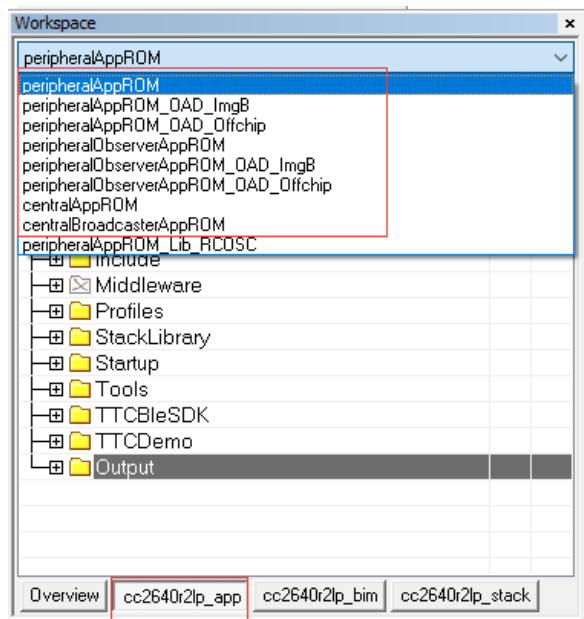 Workspace
x
peripheralAppROM
peripheralAppROM
peripheralAppROM_OAD_ImgB
peripheralAppROM_OAD_Offchip
peripheralObserverAppROM
peripheralObserverAppROM_OAD_ImgB
peripheralObserverAppROM_OAD_Offchip
centralAppROM
centralBroadcasterAppROM
peripheralAppROM_Lib_RCOSC
Include
Middleware
Profiles
StackLibrary
Startup
Tools
TTCBleSDK
TTCDemo
Output
Overview cc2640r2lp_app cc2640r2lp_bim cc2640r2lp_stack